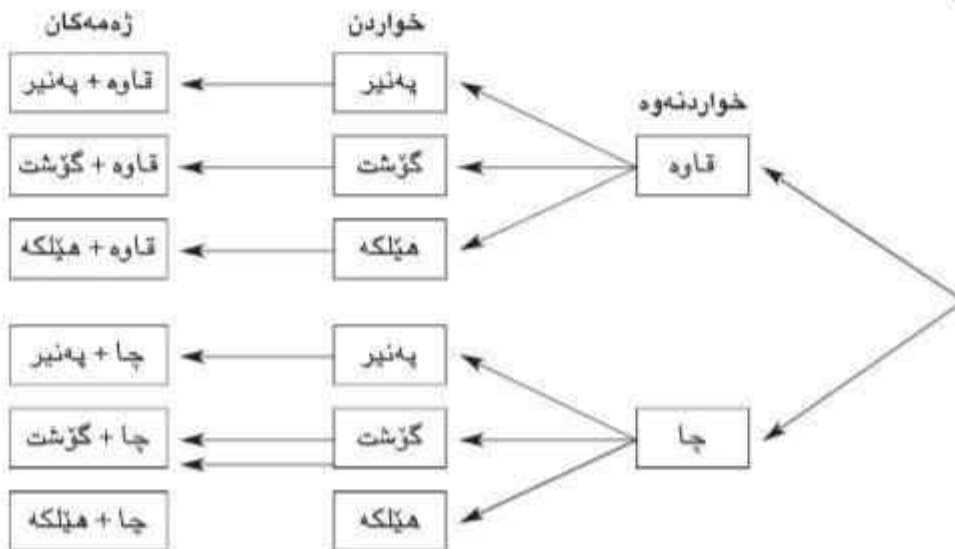 خواردنەوە
خواردن
ژەمەکان
قاوە
پەنیر
قاوە + پەنیر
گۆشت
قاوە + گۆشت
هێلکە
قاوە + هێلکە
چا
پەنیر
چا + پەنیر
گۆشت
چا + گۆشت
هێلکە
چا + هێلکە